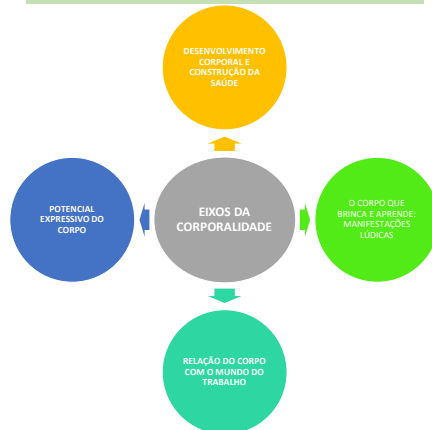 DESENVOLVIMENTO
CORPORAL E
CONSTRUÇÃO DA
SAÚDE
POTENCIAL
EXPRESSIVO DO
CORPO
EIXOS DA
CORPORALIDADE
O CORPO QUE
BRINCA E APRENDE:
MANIFESTAÇÕES
LÚDICAS
RELAÇÃO DO CORPO
COM O MUNDO DO
TRABALHO